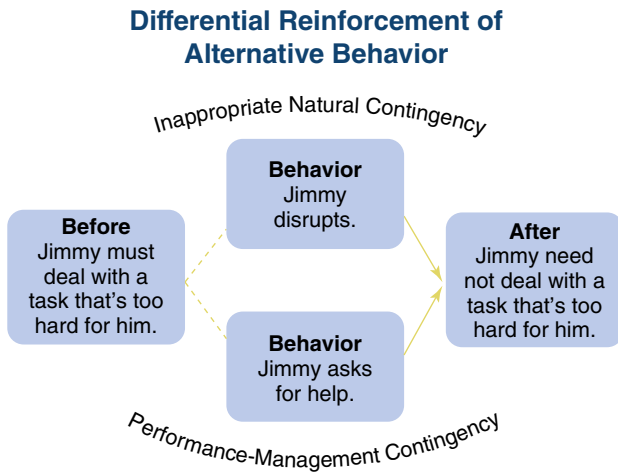 Differential Reinforcement of
Alternative Behavior
Inappropriate Natural Contingency
Before
Jimmy must
deal with a
task that's too
hard for him.
Behavior
Jimmy
disrupts.
Behavior
Jimmy asks
for help.
After
Jimmy need
not deal with a
task that's too
hard for him.
Performance-Management Contingency